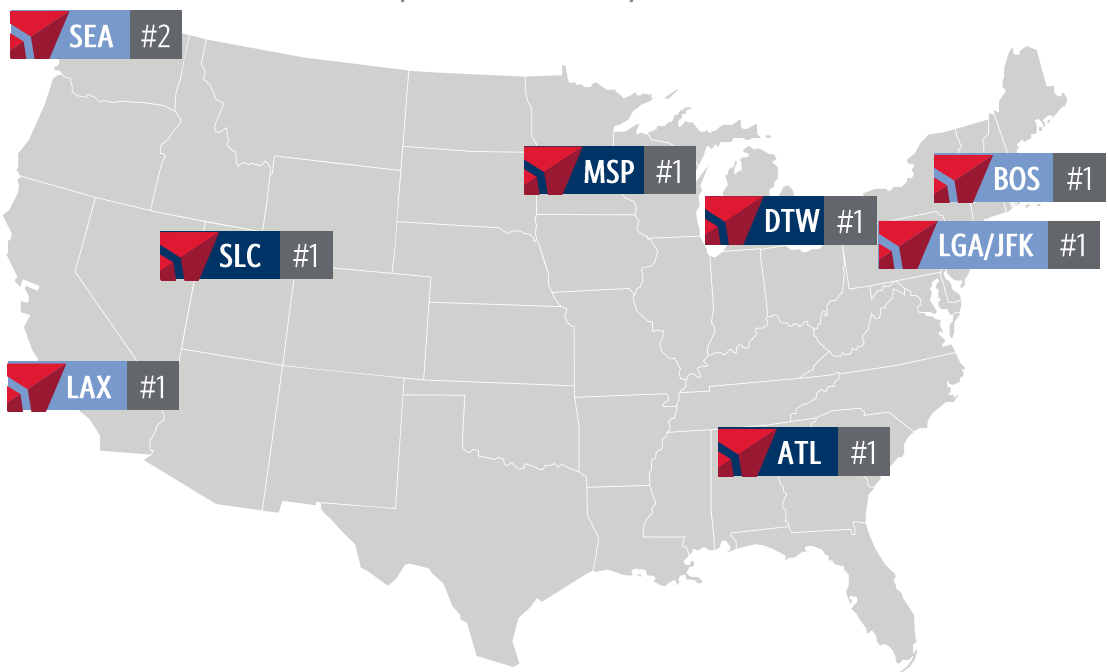 SEA #2
MSP #1
BOS #1
DTW #1
LGA/JFK #1
SLC #1
LAX #1
ATL #1